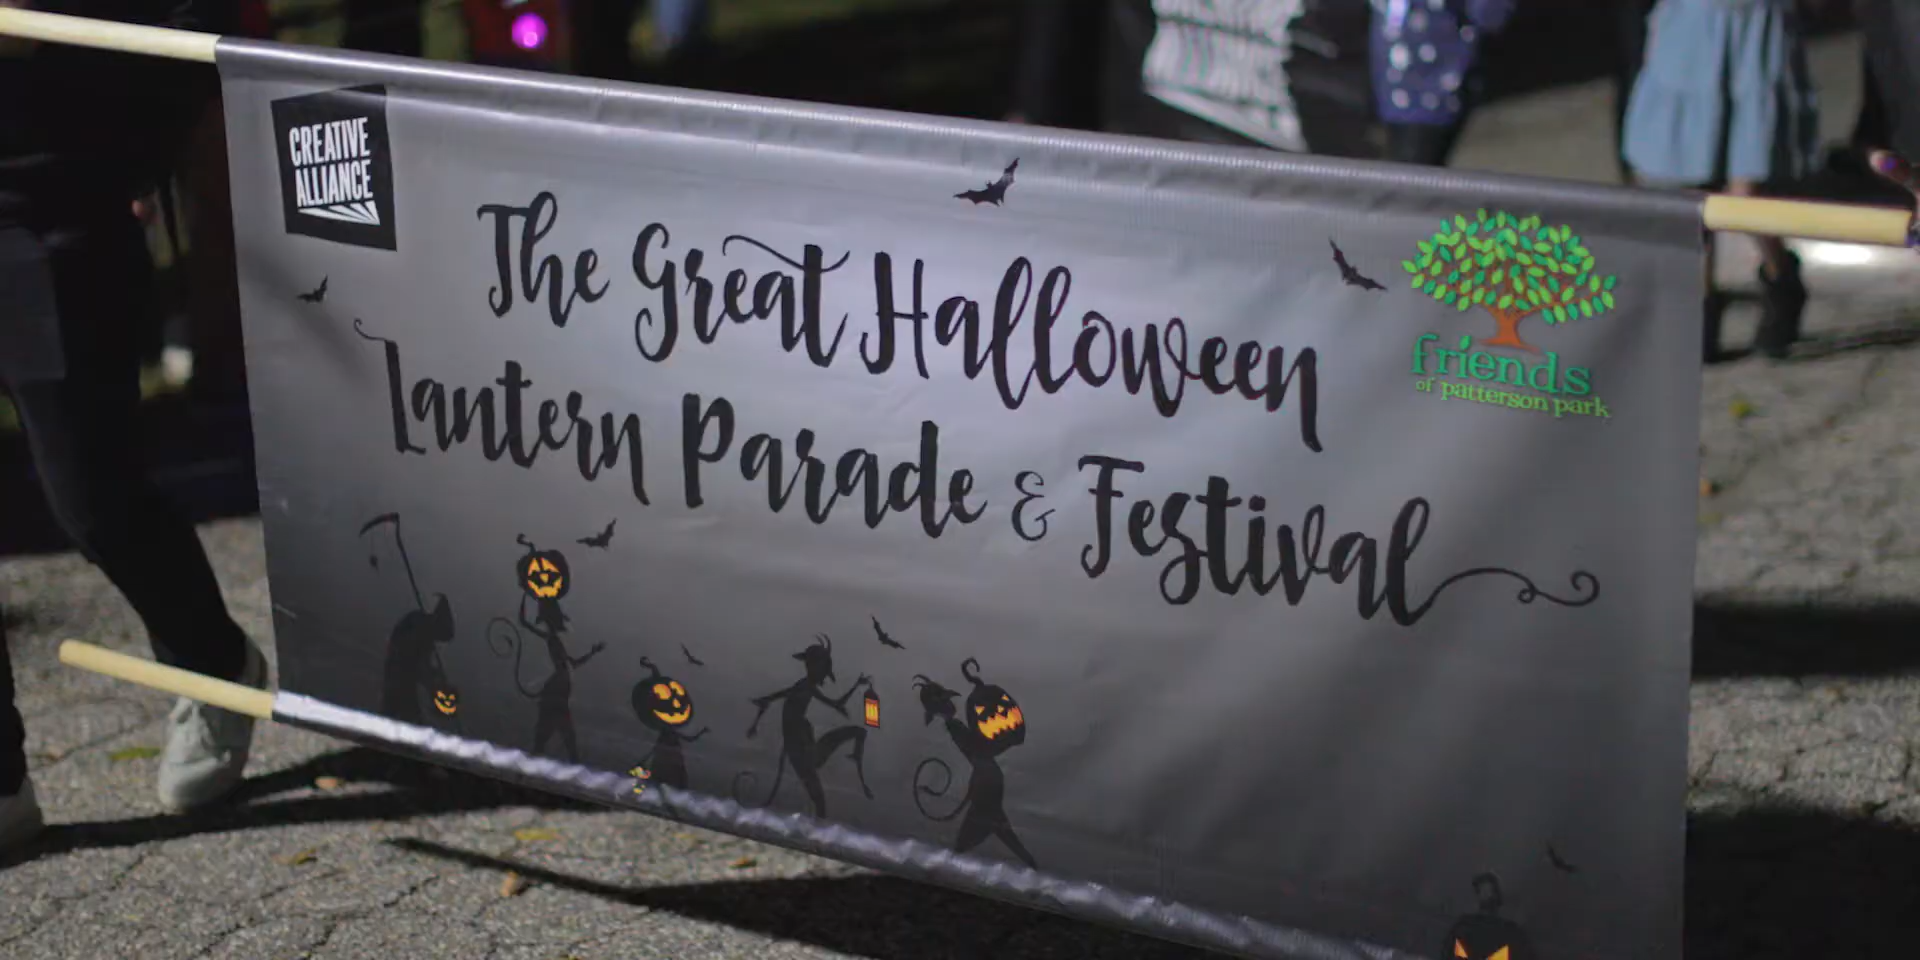 CREATIVE
ALLIANCE
The Great Halloween
Lantern Parade & Festival
friends
of patterson park